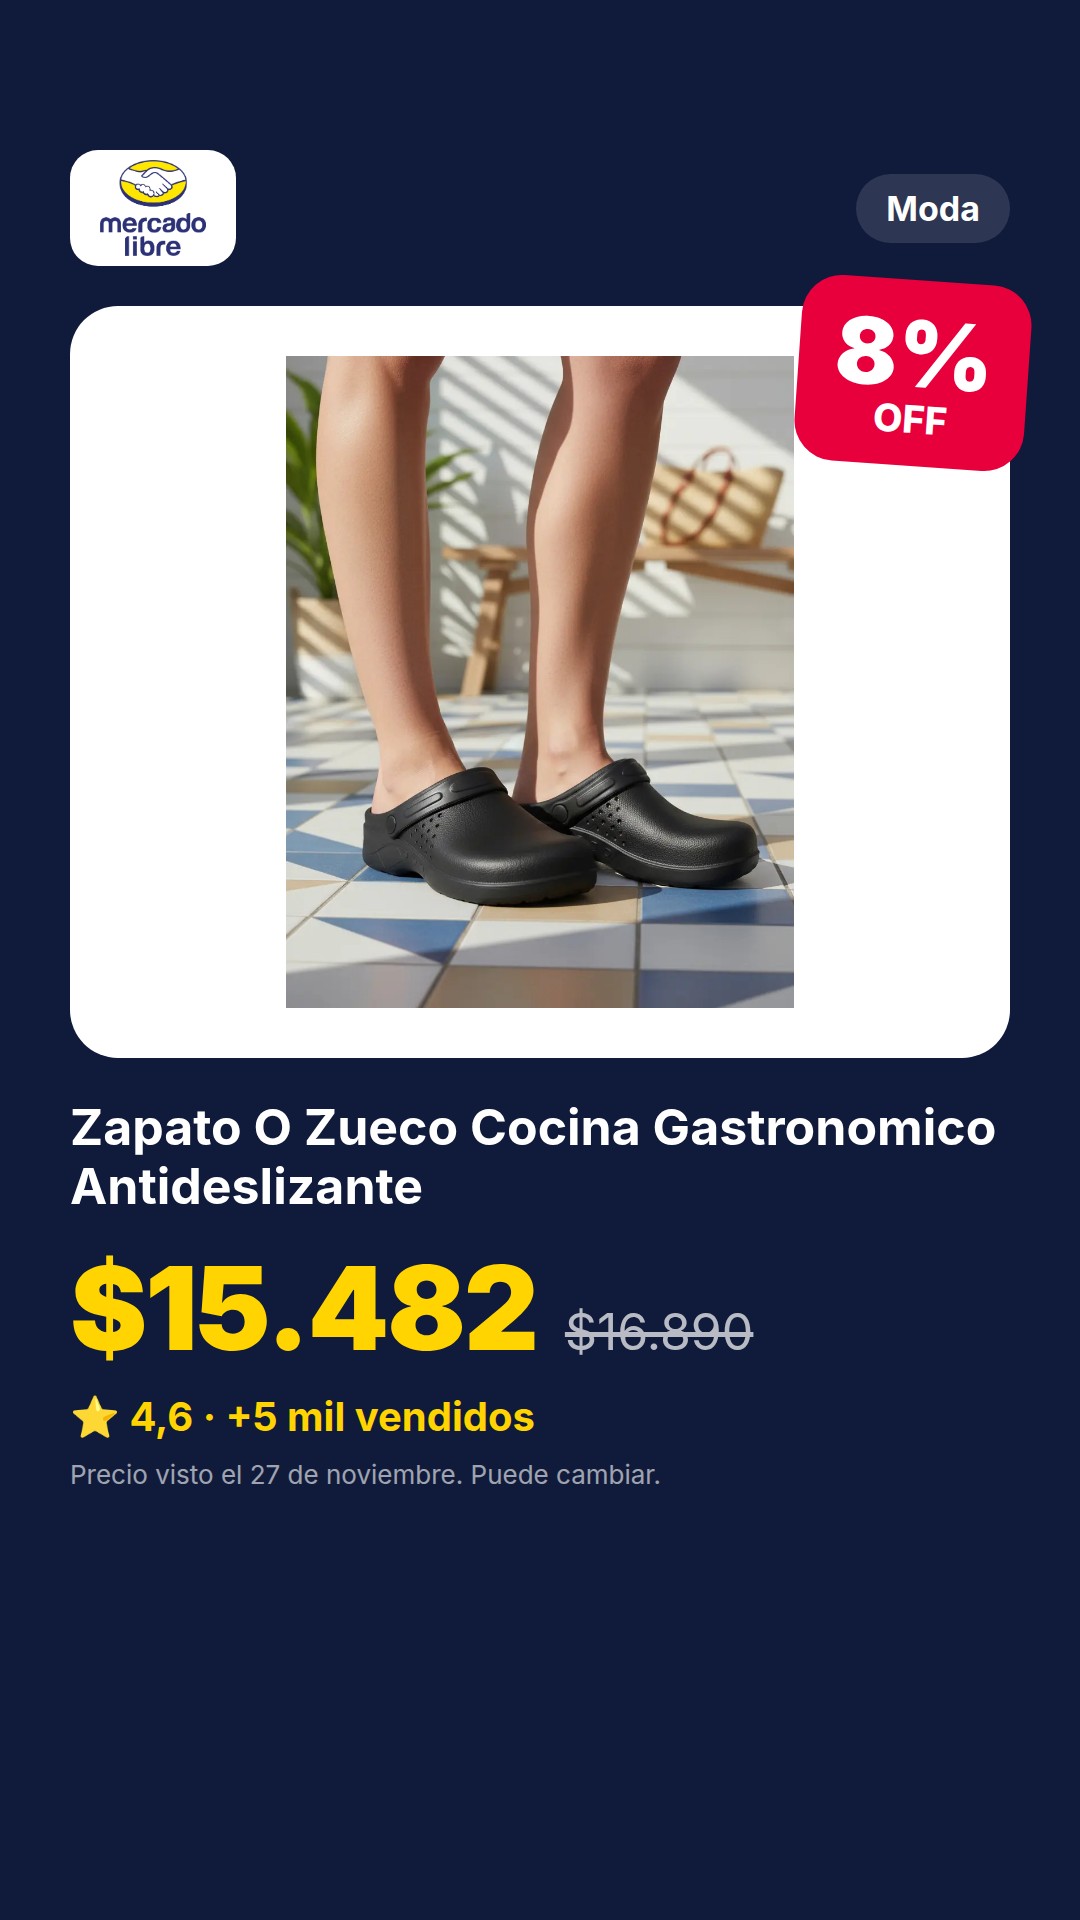 mercado
libre
Moda
8%
OFF
Zapato O Zueco Cocina Gastronomico
Antideslizante
$15.482 $16.890
⭐ 4,6 · +5 mil vendidos
Precio visto el 27 de noviembre. Puede cambiar.